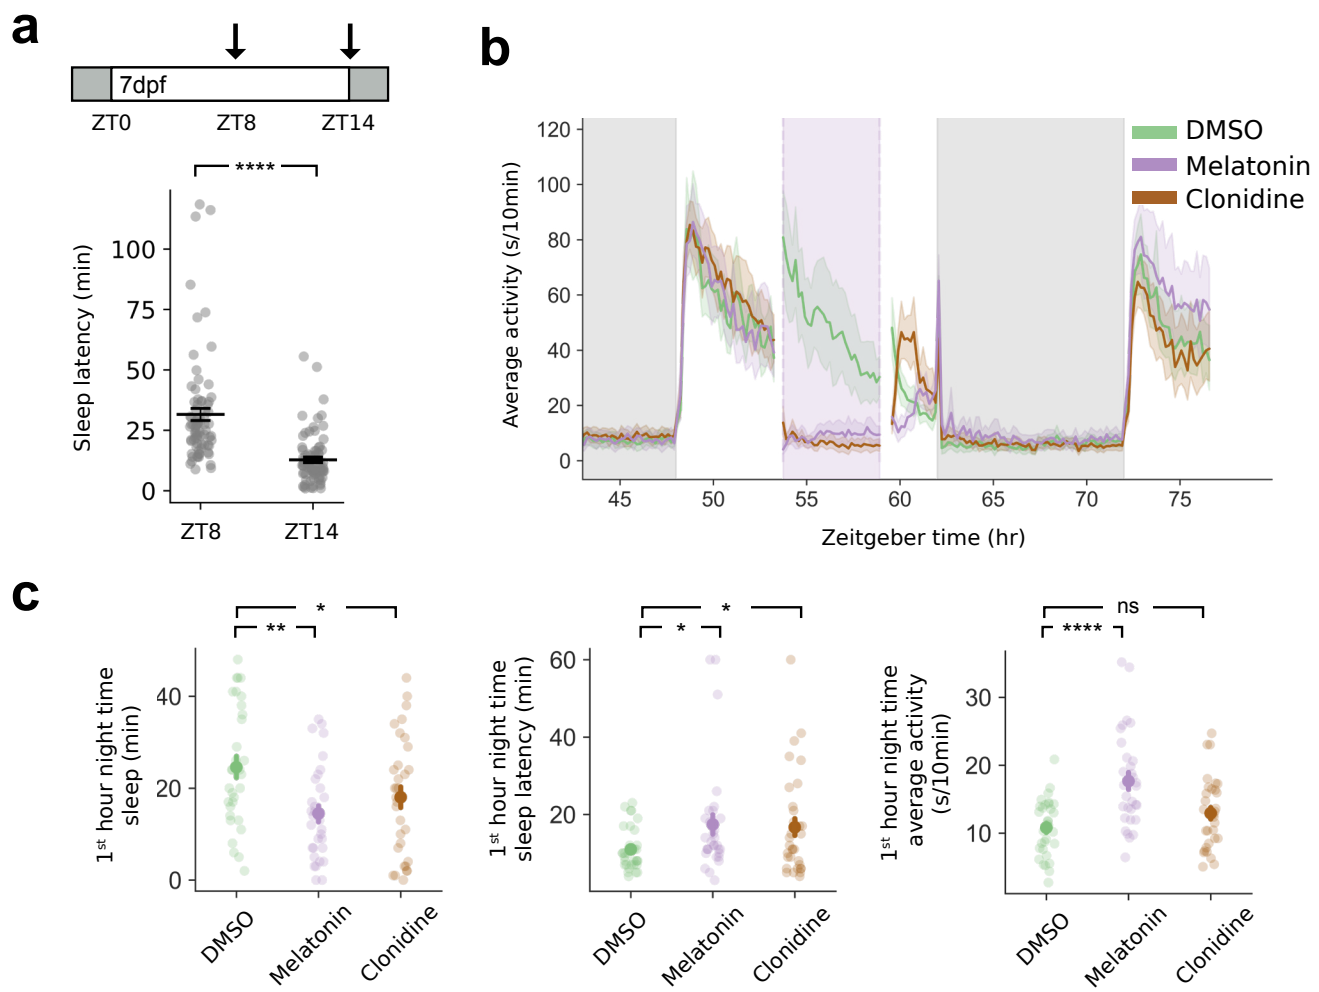 a
7dpf
ZT0 ZT8 ZT14
****
Sleep latency (min)
100
75
50
25
0
ZT8 ZT14
b
DMSO
Melatonin
Clonidine
Average activity (s/10min)
120
100
80
60
40
20
0
45 50 55 60 65 70 75
Zeitgeber time (hr)
c
*
**
1st hour night time
sleep (min)
40
20
0
DMSO Melatonin Clonidine
*
*
1st hour night time
sleep latency (min)
60
40
20
DMSO Melatonin Clonidine
ns
****
1st hour night time
average activity
(s/10min)
30
20
10
DMSO Melatonin Clonidine